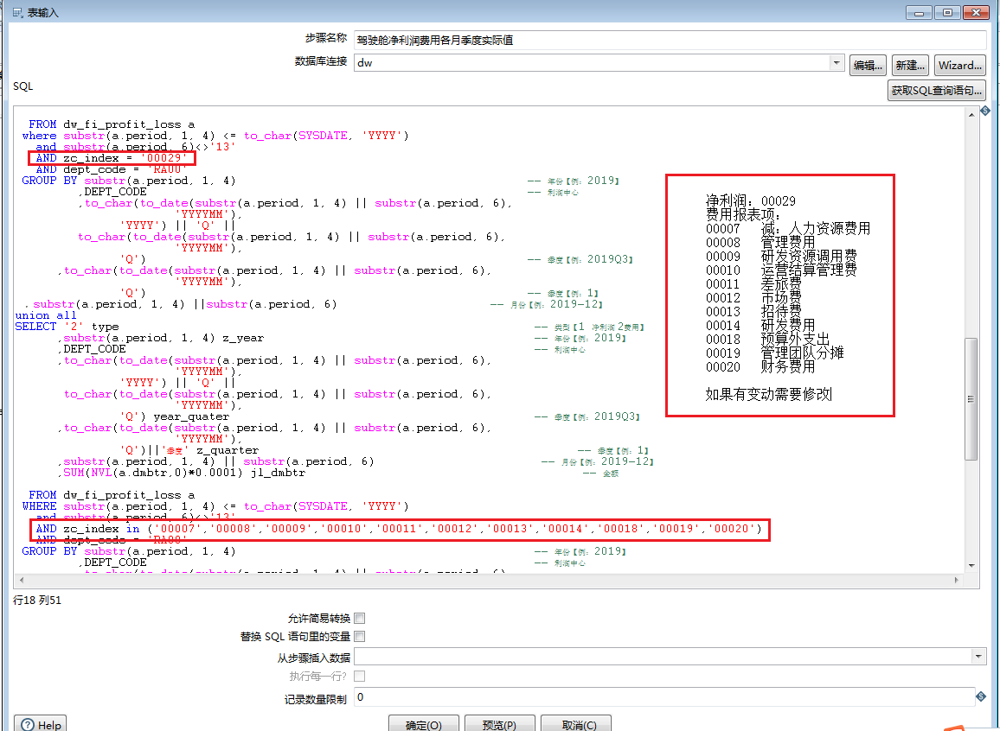 表输入
步骤名称 驾驶舱净利润费用各月季度实际值
数据库连接 dw 编辑... 新建... Wizard...
SQL 获取SQL查询语句...
FROM dw_fi_profit_loss a
where substr(a.period, 1, 4) <= to_char(SYSDATE, 'YYYY')
and substr(a.period, 6)<>'13'
AND zc_index = '00029'
AND dept_code = 'RA00'
GROUP BY substr(a.period, 1, 4) -- 年份【例：2019】
,DEPT_CODE -- 利润中心
,to_char(to_date(substr(a.period, 1, 4) || substr(a.period, 6),
'YYYYMM'),
'YYYY') || 'Q' ||
to_char(to_date(substr(a.period, 1, 4) || substr(a.period, 6),
'YYYYMM'),
'Q') -- 季度【例：2019Q3】
,to_char(to_date(substr(a.period, 1, 4) || substr(a.period, 6),
'YYYYMM'),
'Q') -- 季度【例：1】
,substr(a.period, 1, 4) ||substr(a.period, 6) -- 月份【例：2019-12】
union all
SELECT '2' type -- 类型【1 净利润 2费用】
,substr(a.period, 1, 4) z_year -- 年份【例：2019】
,DEPT_CODE -- 利润中心
,to_char(to_date(substr(a.period, 1, 4) || substr(a.period, 6),
'YYYYMM'),
'YYYY') || 'Q' ||
to_char(to_date(substr(a.period, 1, 4) || substr(a.period, 6),
'YYYYMM'),
'Q') year_quater -- 季度【例：2019Q3】
,to_char(to_date(substr(a.period, 1, 4) || substr(a.period, 6),
'YYYYMM'),
'Q')||'季度' z_quarter -- 季度【例：1】
,substr(a.period, 1, 4) || substr(a.period, 6) -- 月份【例：2019-12】
,SUM(NVL(a.dmbtr,0)*0.0001) jl_dmbtr -- 金额
FROM dw_fi_profit_loss a
WHERE substr(a.period, 1, 4) <= to_char(SYSDATE, 'YYYY')
and substr(a.period, 6)<>'13'
AND zc_index in ('00007','00008','00009','00010','00011','00012','00013','00014','00018','00019','00020')
AND dept_code = 'RA00'
GROUP BY substr(a.period, 1, 4) -- 年份【例：2019】
,DEPT_CODE -- 利润中心
,to_char(to_date(substr(a.period, 1, 4) || substr(a.period, 6),
净利润：00029
费用报表项：
00007 减：人力资源费用
00008 管理费用
00009 研发资源调用费
00010 运营结算管理费
00011 差旅费
00012 市场费
00013 招待费
00014 研发费用
00018 预算外支出
00019 管理团队分摊
00020 财务费用
如果有变动需要修改
行18 列51
允许简易转换
替换 SQL 语句里的变量
从步骤插入数据
执行每一行?
记录数量限制 0
Help 确定(O) 预览(P) 取消(C)